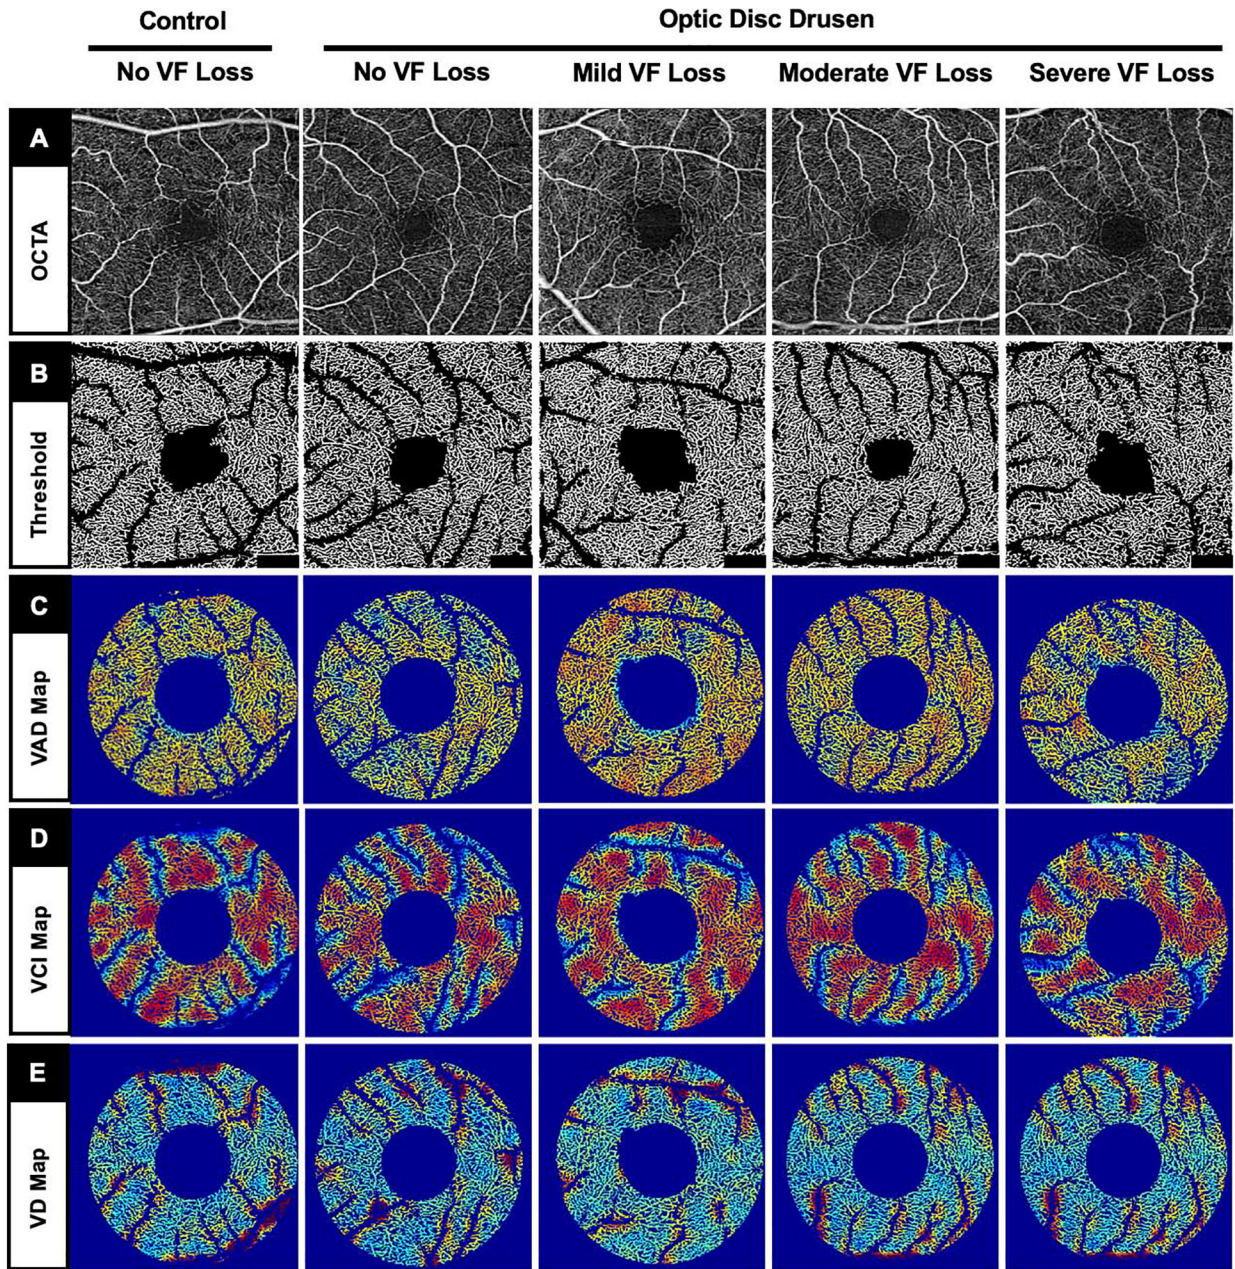 Control
Optic Disc Drusen
No VF Loss
No VF Loss
Mild VF Loss
Moderate VF Loss
Severe VF Loss
A
OCTA
B
Threshold
C
VAD Map
D
VCI Map
E
VD Map